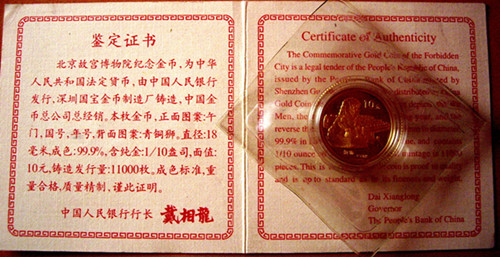 鉴定证书
北京故宫博物院纪念金币,为中华
人民共和国法定货币,由中国人民银行
发行,深圳国宝金币制造厂铸造,中国金
币总公司总经销,本枚金币,正面图案:午
门,国号,年号,背面图案:青铜狮,直径:18
毫米,成色:99.9%,含纯金:1/10盎司,面值:
10元,铸造发行量:11000枚,成色标准,重
量合格,质量精制,谨此证明。
中国人民银行行长 戴相龍
Certificate of Authenticity
The Commemorative Gold Coin of the Forbidden
City is a legal tender of the People's Republic of China,
issued by the People's Bank of China
Shenzhen Gu
Gold Coin
Men, the
reverse
99.9% in
1/10 ounce
pieces. This is
and is up to standard
10元
Dai Xianglong
Governor
The People's Bank of China